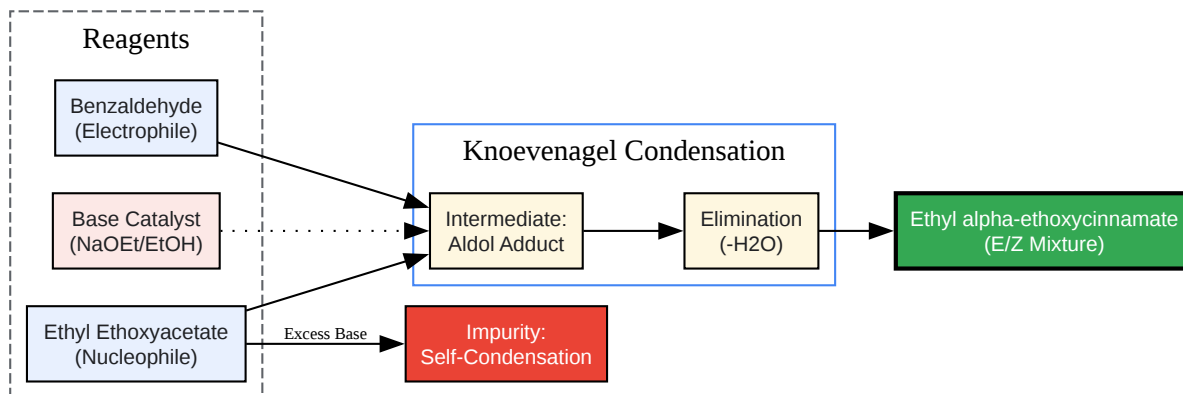 Reagents
Benzaldehyde
(Electrophile)
Base Catalyst
(NaOEt/EtOH)
Ethyl Ethoxyacetate
(Nucleophile)
Excess Base
Knoevenagel Condensation
Intermediate:
Aldol Adduct
Elimination
(-H2O)
Impurity:
Self-Condensation
Ethyl alpha-ethoxycinnamate
(E/Z Mixture)